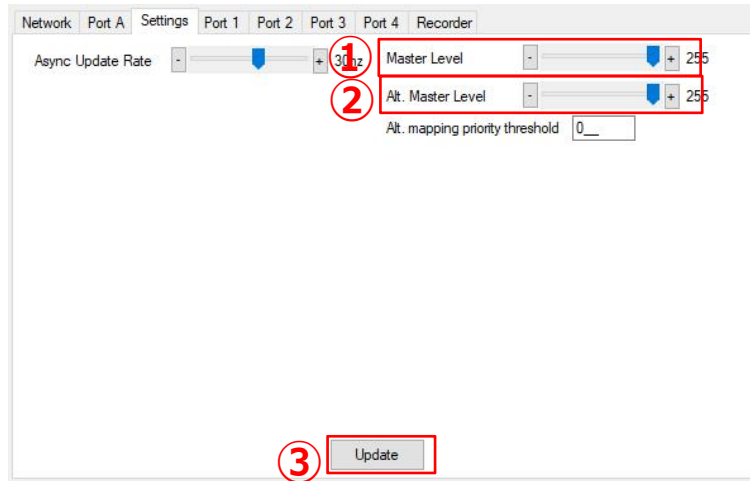 Network Port A Settings Port 1 Port 2 Port 3 Port 4 Recorder
Async Update Rate - + 30hz ① Master Level - + 255
② Alt. Master Level - + 255
Alt. mapping priority threshold 0__
③ Update